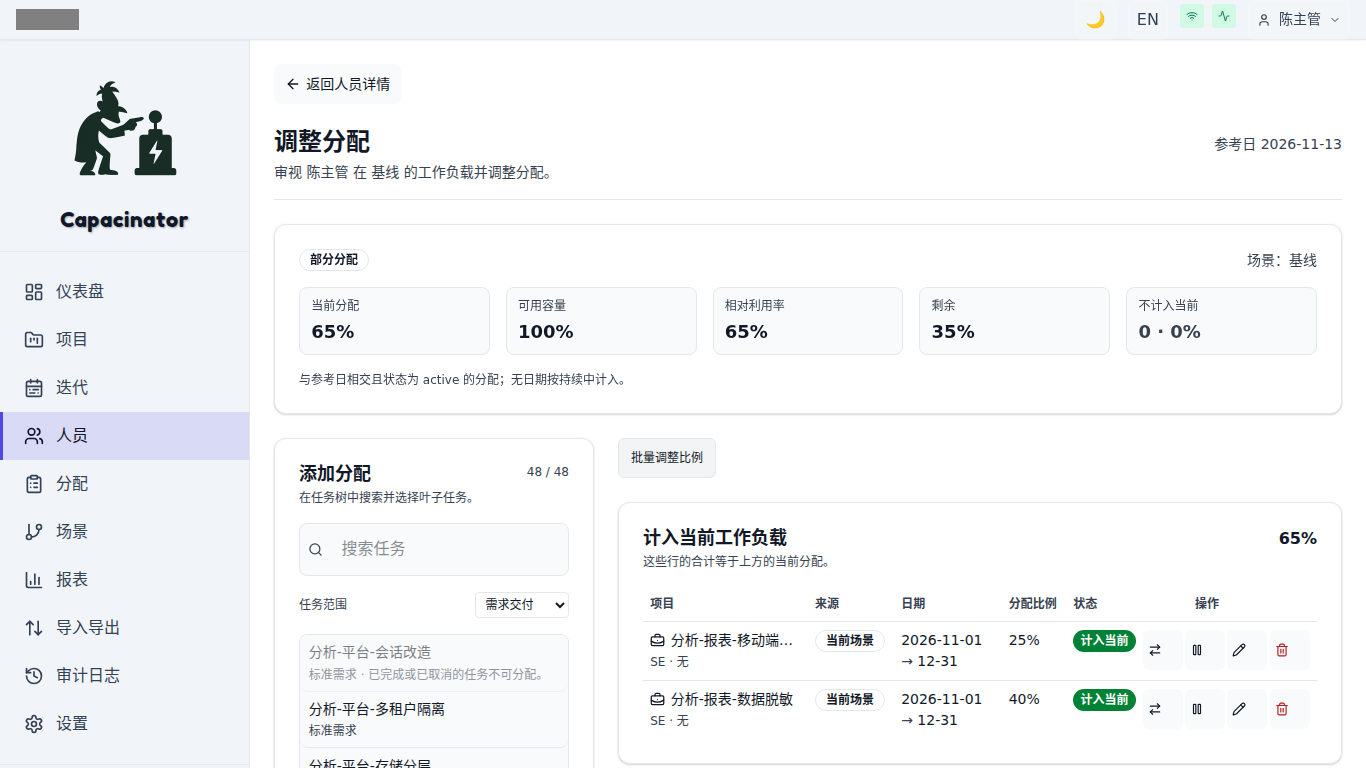 EN
陈主管
Capacinator
仪表盘
项目
迭代
人员
分配
场景
报表
导入导出
审计日志
设置
返回人员详情
调整分配
参考日 2026-11-13
审视 陈主管 在 基线 的工作负载并调整分配。
部分分配
场景：基线
当前分配
65%
可用容量
100%
相对利用率
65%
剩余
35%
不计入当前
0 · 0%
与参考日相交且状态为 active 的分配；无日期按持续中计入。
添加分配
48 / 48
在任务树中搜索并选择叶子任务。
搜索任务
任务范围
需求交付
分析-平台-会话改造
标准需求 · 已完成或已取消的任务不可分配。
分析-平台-多租户隔离
标准需求
分析-平台-存储分层
批量调整比例
计入当前工作负载
65%
这些行的合计等于上方的当前分配。
项目 来源 日期 分配比例 状态 操作
分析-报表-移动端… 当前场景 2026-11-01 25% 计入当前
SE · 无 → 12-31
分析-报表-数据脱敏 当前场景 2026-11-01 40% 计入当前
SE · 无 → 12-31